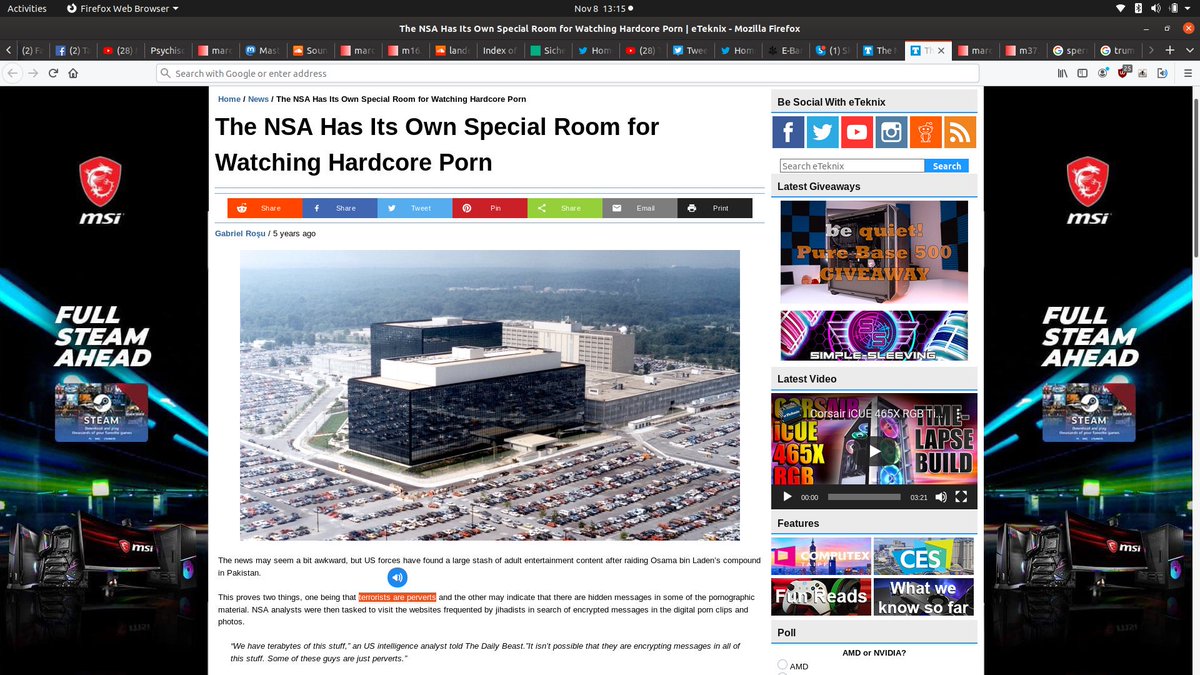 Activities
Firefox Web Browser
Nov 8 13:15
The NSA Has Its Own Special Room for Watching Hardcore Porn | eTeknix - Mozilla Firefox
(2) Fa
(2) T
(28)
Psychisc
marc
Mast
Soun
marc
m16.
lande
Index of
Siche
Hom
(28)
Twee
Hom
E-Ba
(1) S
The N
Th
marc
m37
sper
trum
Search with Google or enter address
Home / News / The NSA Has Its Own Special Room for Watching Hardcore Porn
The NSA Has Its Own Special Room for
Watching Hardcore Porn
Share
Share
Tweet
Pin
Share
Email
Print
Gabriel Roșu / 5 years ago
The news may seem a bit awkward, but US forces have found a large stash of adult entertainment content after raiding Osama bin Laden's compound
in Pakistan.
This proves two things, one being that terrorists are perverts and the other may indicate that there are hidden messages in some of the pornographic
material. NSA analysts were then tasked to visit the websites frequented by jihadists in search of encrypted messages in the digital porn clips and
photos.
"We have terabytes of this stuff," an US intelligence analyst told The Daily Beast."It isn't possible that they are encrypting messages in all of
this stuff. Some of these guys are just perverts."
Be Social With eTeknix
Search eTeknix
Search
Latest Giveaways
be quiet!
Pure Base 500
GIVEAWAY
SIMPLE-SLEEVING
Latest Video
Corsair iCUE 465X RGB Ti...
CORSAIR
iCUE
465X
RGB
TIME-
LAPSE
BUILD
00:00
03:21
Features
COMPUTEX
TAIPEI
CES
Fun Reads
What we
know so far
Poll
AMD or NVIDIA?
AMD
msi
FULL
STEAM
AHEAD
STEAM
msi
msi
FULL
STEAM
AHEAD
STEAM
msi